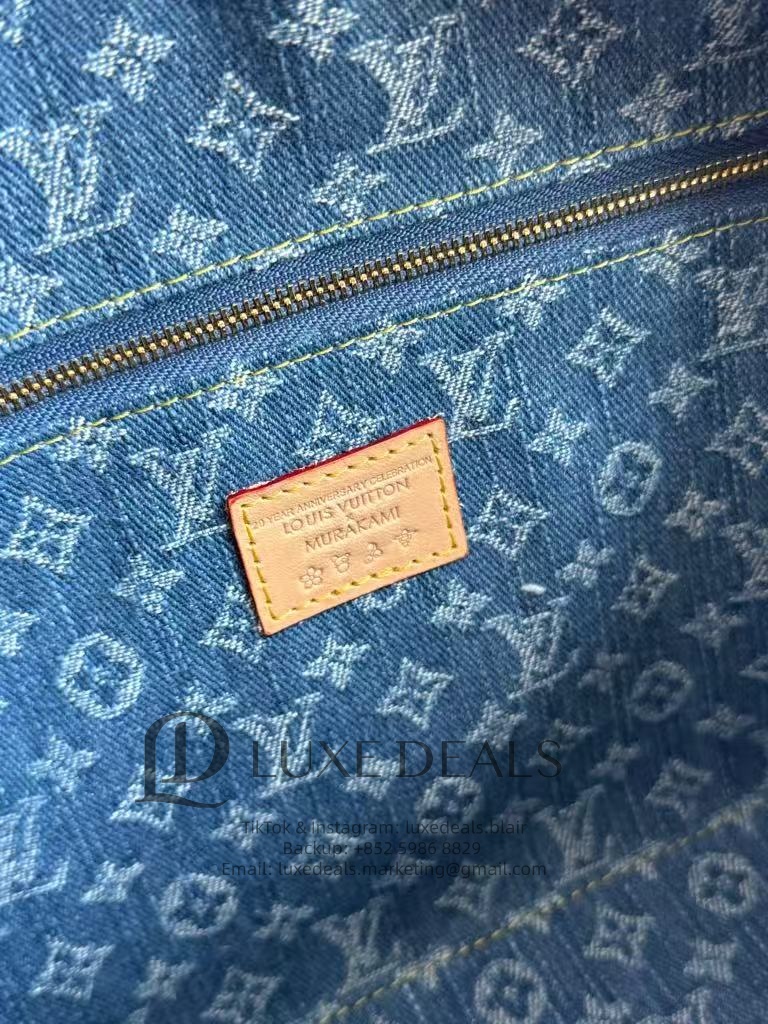 20 YEAR ANNIVERSARY CELEBRATION
LOUIS VUITTON
MURAKAMI
LD LUXE DEALS
TikTok & Instagram: luxedeals.blair
Backup: +852 5986 8829
Email: luxedeals.marketing@gmail.com